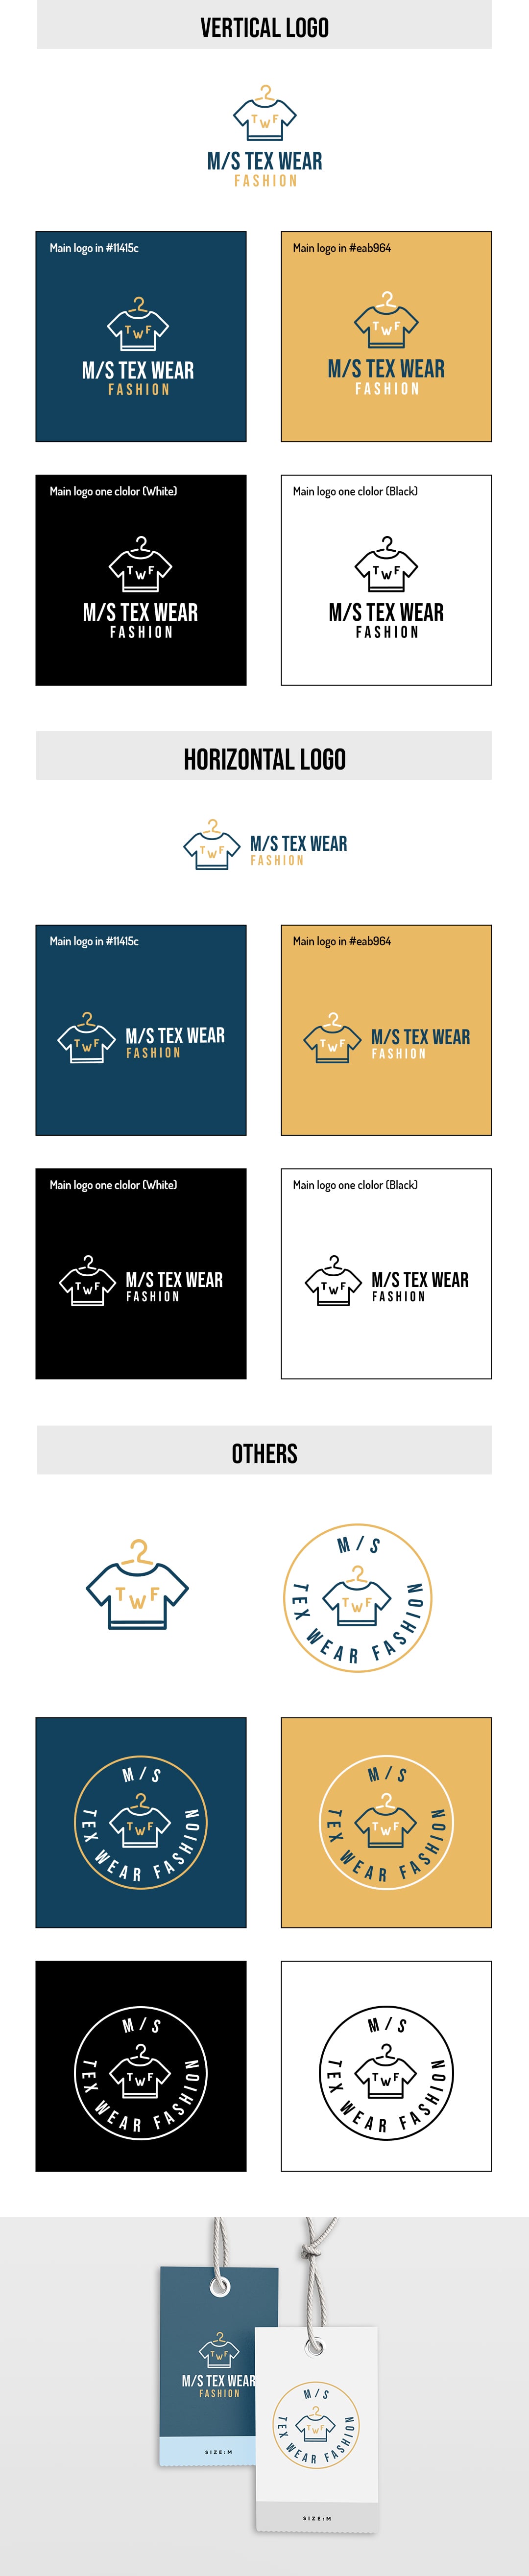 VERTICAL LOGO
TWF
M/S TEX WEAR
FASHION
Main logo in #11415c
TWF
M/S TEX WEAR
FASHION
Main logo in #eab964
TWF
M/S TEX WEAR
FASHION
Main logo one clolor (White)
TWF
M/S TEX WEAR
FASHION
Main logo one clolor (Black)
TWF
M/S TEX WEAR
FASHION
HORIZONTAL LOGO
TWF
M/S TEX WEAR
FASHION
Main logo in #11415c
TWF
M/S TEX WEAR
FASHION
Main logo in #eab964
TWF
M/S TEX WEAR
FASHION
Main logo one clolor (White)
TWF
M/S TEX WEAR
FASHION
Main logo one clolor (Black)
TWF
M/S TEX WEAR
FASHION
OTHERS
TWF
M/S
TWF
TEX WEAR FASHION
M/S
TWF
TEX WEAR FASHION
M/S
TWF
TEX WEAR FASHION
M/S
TWF
TEX WEAR FASHION
M/S
TWF
TEX WEAR FASHION
TWF
M/S TEX WEAR
FASHION
SIZE:M
M/S
TWF
TEX WEAR FASHION
SIZE:M